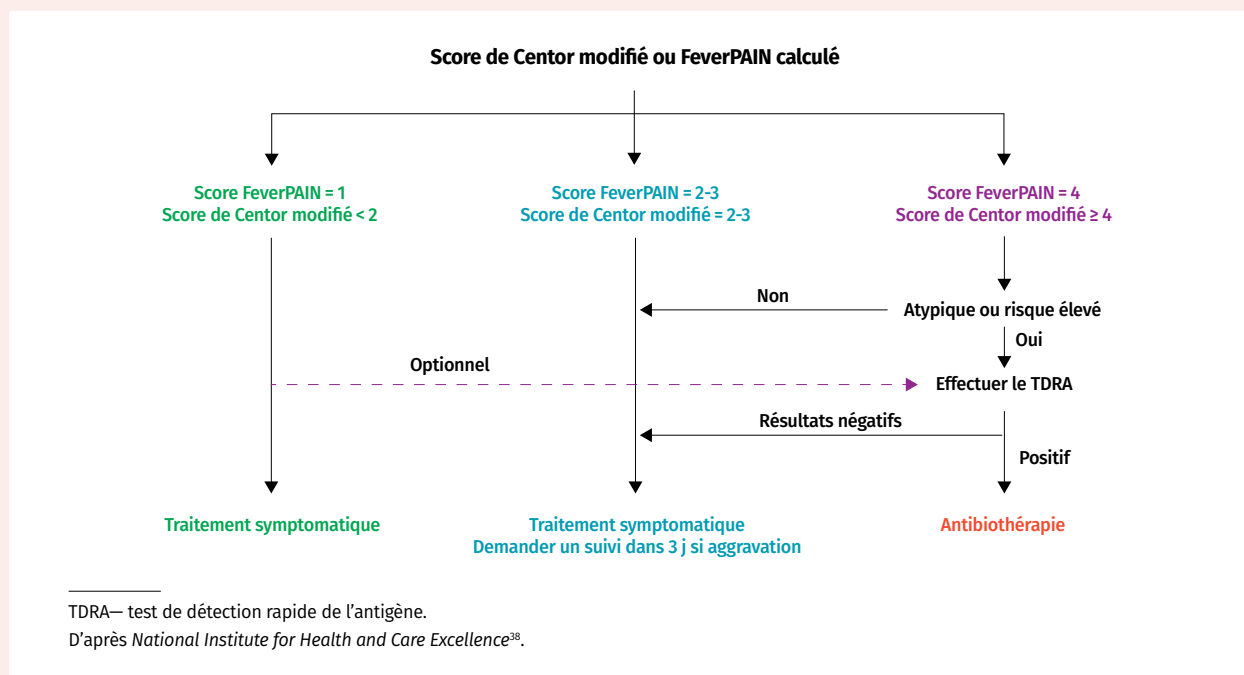 Score de Centor modifié ou FeverPAIN calculé
Score FeverPAIN = 1
Score de Centor modifié < 2
Score FeverPAIN = 2-3
Score de Centor modifié = 2-3
Score FeverPAIN = 4
Score de Centor modifié ≥ 4
Non
Atypique ou risque élevé
Oui
Optionnel
Effectuer le TDRA
Résultats négatifs
Positif
Traitement symptomatique
Traitement symptomatique
Demander un suivi dans 3 j si aggravation
Antibiothérapie
TDRA— test de détection rapide de l’antigène.
D’après National Institute for Health and Care Excellence³⁸.